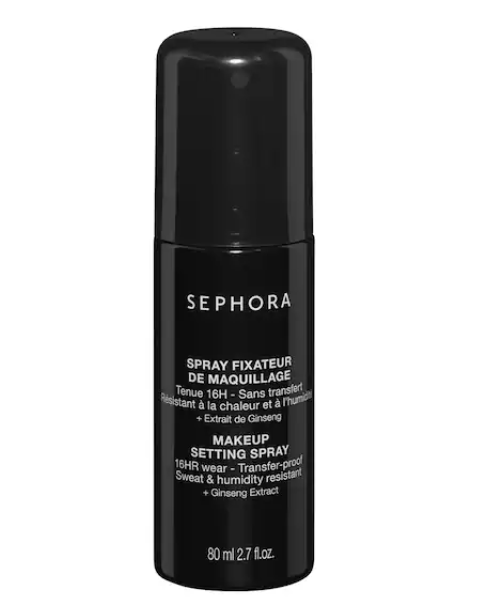 SEPHORA
SPRAY FIXATEUR
DE MAQUILLAGE
Tenue 16H - Sans transfert
Résistant à la chaleur et à l'humidité
+ Extrait de Ginseng
MAKEUP
SETTING SPRAY
16HR wear - Transfer-proof
Sweat & humidity resistant
+ Ginseng Extract
80 ml 2.7 fl.oz.